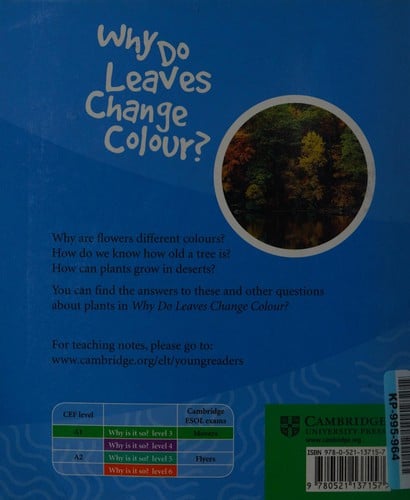 Why Do
Leaves
Change
Colour?
Why are flowers different colours?
How do we know how old a tree is?
How can plants grow in deserts?
You can find the answers to these and other questions
about plants in Why Do Leaves Change Colour?
For teaching notes, please go to:
www.cambridge.org/elt/youngreaders
CEF level
Cambridge
ESOL exams
A1 Why is it so? level 3 Movers
Why is it so? level 4
A2 Why is it so? level 5 Flyers
Why is it so? level 6
CAMBRIDGE
UNIVERSITY PRESS
www.cambridge.org
ISBN 978-0-521-13715-7
9 780521 137157
KP-995-964